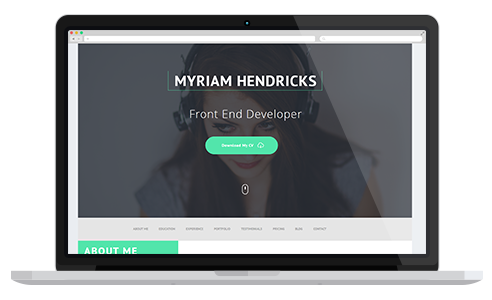 MYRIAM HENDRICKS
Front End Developer
Download My CV
ABOUT ME EDUCATION EXPERIENCE PORTFOLIO TESTIMONIALS PRICING BLOG CONTACT
ABOUT ME